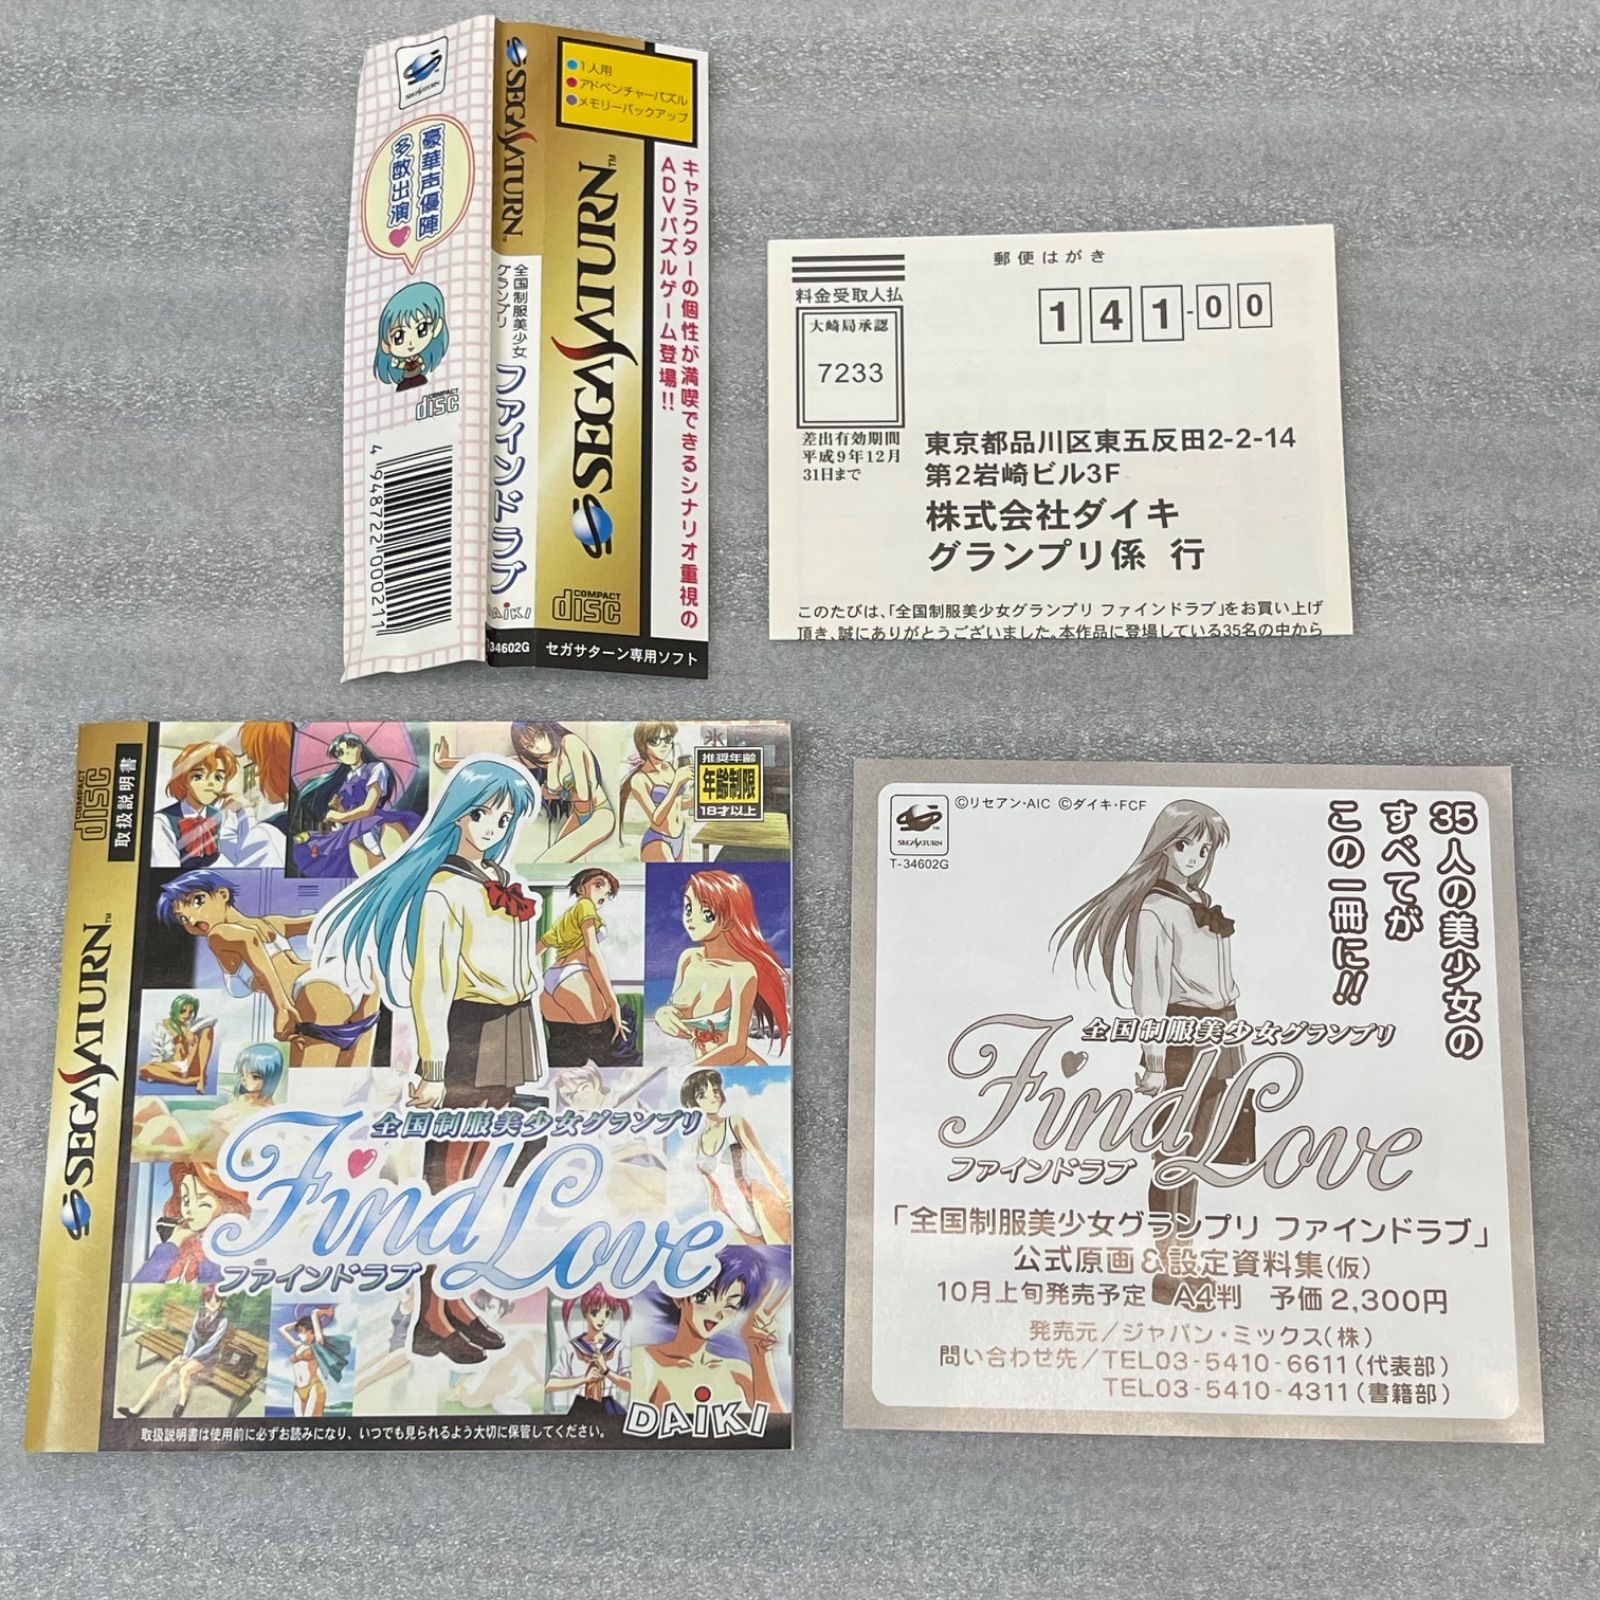 SEGA SATURN
豪華声優陣
多数出演
COMPACT
disc
4 948722 000211
SEGA SATURN™
全国制服美少女
グランプリ
ファインドラブ
DAiKI
34602G
●1人用
●アドベンチャーパズル
●メモリーバックアップ
SEGA SATURN™
COMPACT
disc
セガサターン専用ソフト
キャラクターの個性が満喫できるシナリオ重視の
ADVパズルゲーム登場!!
郵便はがき
料金受取人払
大崎局承認
7233
差出有効期間
平成9年12月
31日まで
141-00
東京都品川区東五反田2-2-14
第2岩崎ビル3F
株式会社ダイキ
グランプリ係 行
このたびは、「全国制服美少女グランプリ ファインドラブ」をお買い上げ
頂き、誠にありがとうございました。本作品に登場している35名の中から
COMPACT
disc
取扱説明書
SEGA SATURN™
氷
推奨年齢
年齢制限
18才以上
全国制服美少女グランプリ
Find Love
ファインドラブ
DAiKI
取扱説明書は使用前に必ずお読みになり、いつでも見られるよう大切に保管してください。
SEGA SATURN™
T-34602G
©リセアン・AIC ©ダイキ・FCF
35人の美少女の
すべてが
この一冊に!!
全国制服美少女グランプリ
Find Love
ファインドラブ
「全国制服美少女グランプリ ファインドラブ」
公式原画&設定資料集(仮)
10月上旬発売予定 A4判 予価2,300円
発売元/ジャパン・ミックス(株)
問い合わせ先/TEL03-5410-6611(代表部)
TEL03-5410-4311(書籍部)